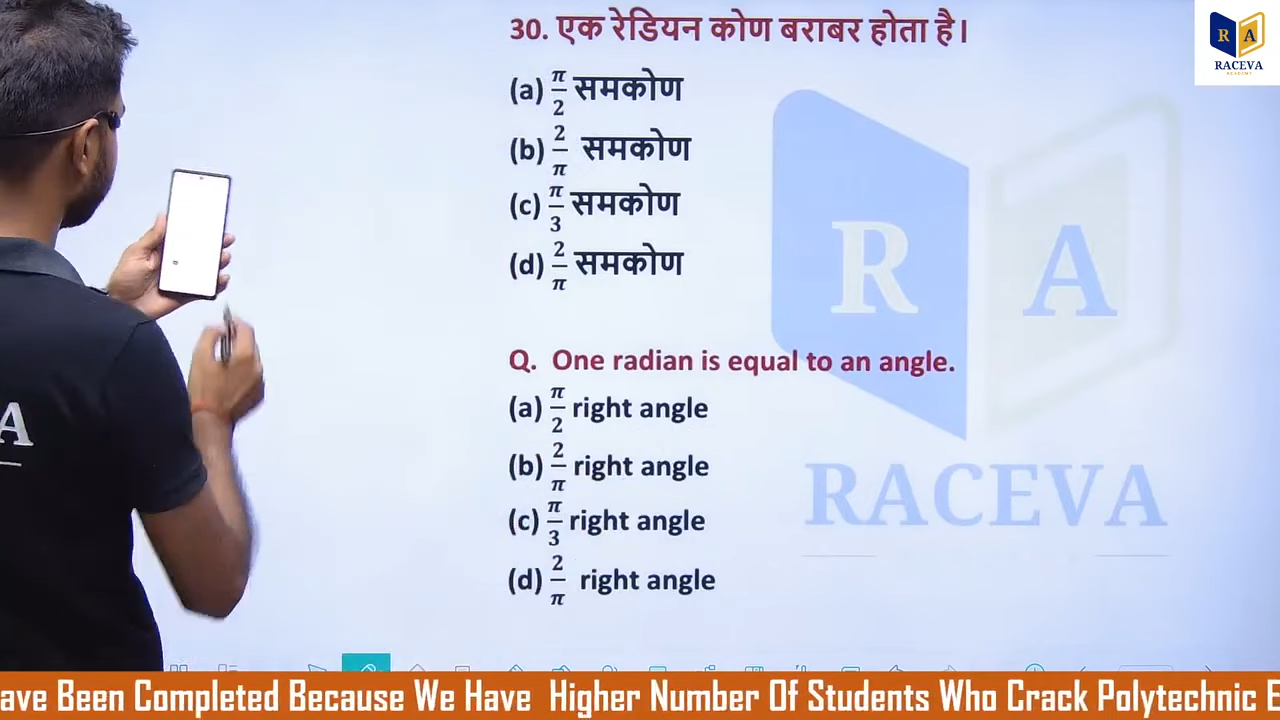 30. एक रेडियन कोण बराबर होता है।
(a) π/2 समकोण
(b) 2/π समकोण
(c) π/3 समकोण
(d) 2/π समकोण
Q. One radian is equal to an angle.
(a) π/2 right angle
(b) 2/π right angle
(c) π/3 right angle
(d) 2/π right angle
R A
RACEVA
R A
RACEVA
ACADEMY
A
ave Been Completed Because We Have Higher Number Of Students Who Crack Polytechnic E